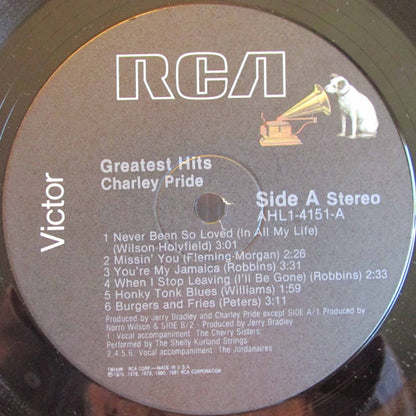 RCA
Victor
Greatest Hits
Charley Pride
Side A Stereo
AHL1-4151-A
1 Never Been So Loved (In All My Life)
(Wilson-Holyfield) 3:01
2 Missin' You (Fleming-Morgan) 2:26
3 You're My Jamaica (Robbins) 3:31
4 When I Stop Leaving (I'll Be Gone) (Robbins) 2:33
5 Honky Tonk Blues (Williams) 1:59
6 Burgers and Fries (Peters) 3:11
Produced by Jerry Bradley and Charley Pride except SIDE A/1 Produced by
Norro Wilson & SIDE B/2 - Produced by Jerry Bradley
1. Vocal accompaniment: The Cherry Sisters;
Performed by The Shelly Kurland Strings
2,4,5,6. Vocal accompaniment: The Jordanaires
TMK(s)® RCA CORP.—MADE IN U.S.A.
1978, 1979, 1980, 1981 RCA CORPORATION